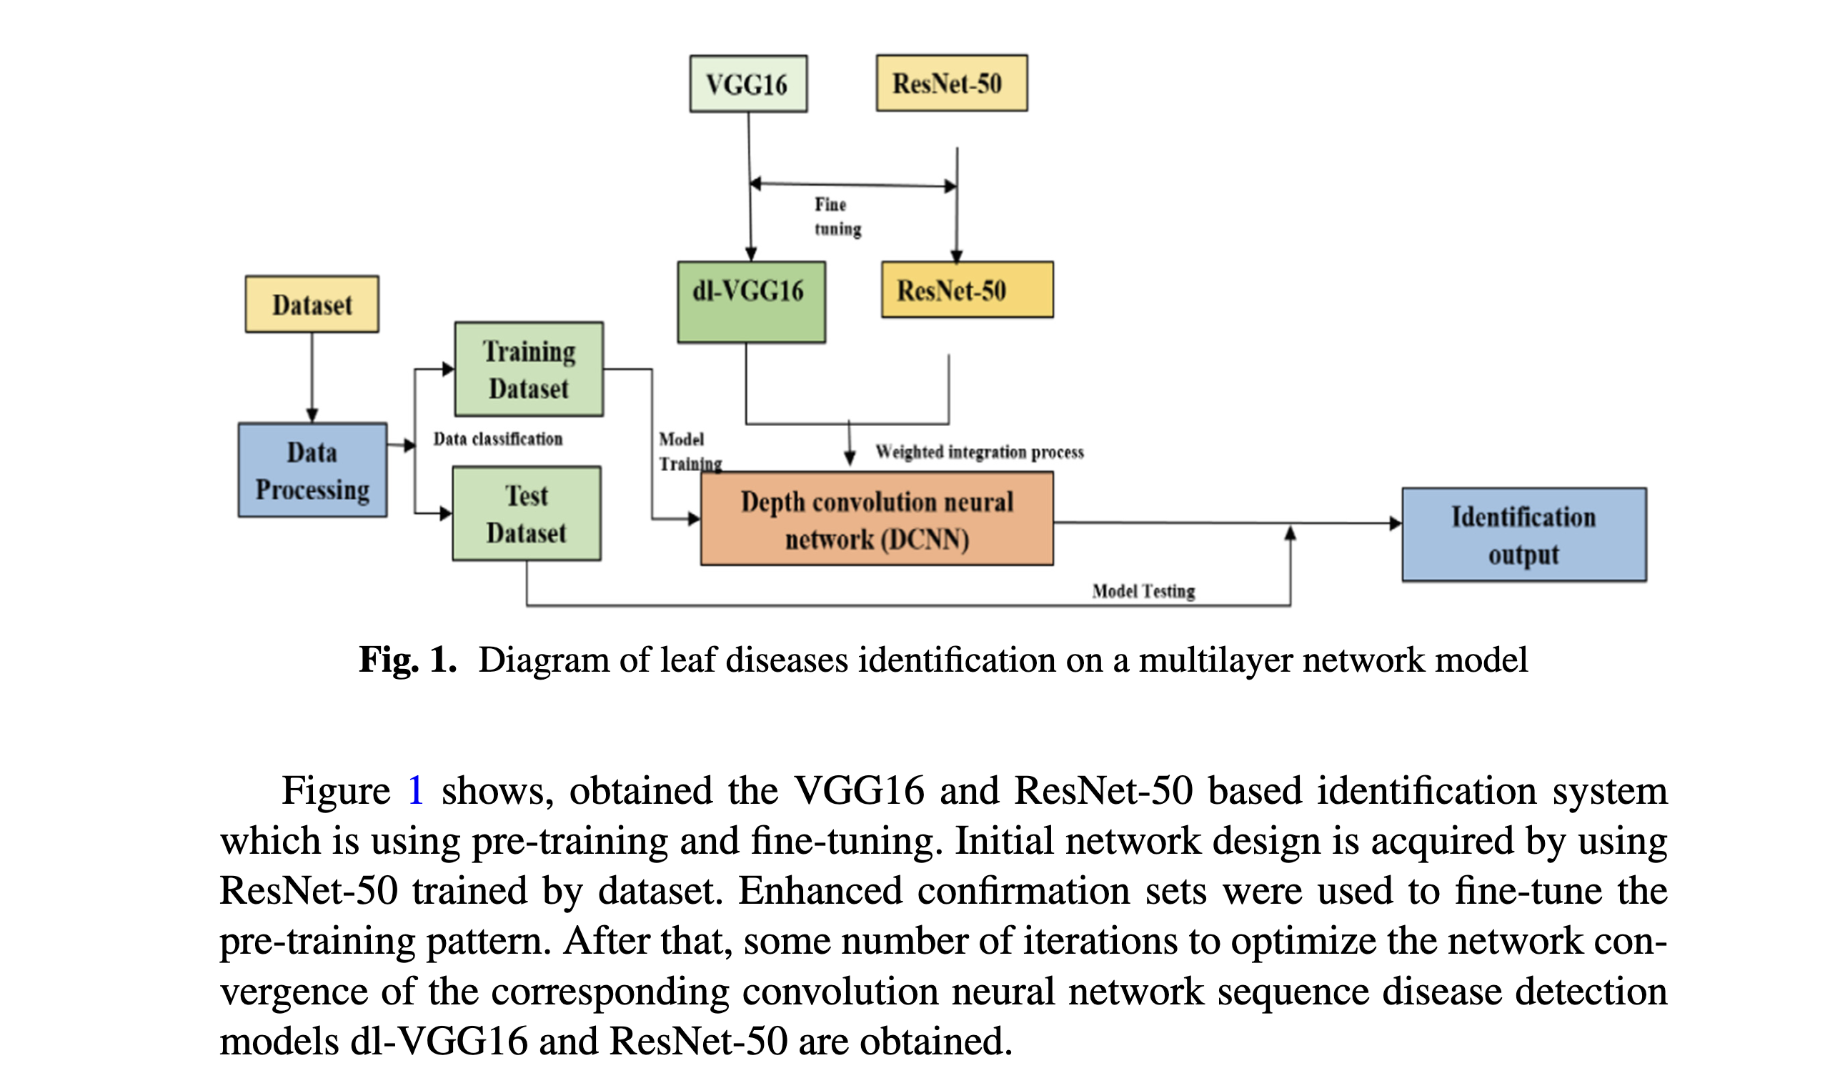 VGG16
ResNet-50
Fine
tuning
dl-VGG16
ResNet-50
Dataset
Training
Dataset
Data
Processing
Data classification
Model
Training
Weighted integration process
Test
Dataset
Depth convolution neural
network (DCNN)
Identification
output
Model Testing
Fig. 1. Diagram of leaf diseases identification on a multilayer network model
Figure 1 shows, obtained the VGG16 and ResNet-50 based identification system
which is using pre-training and fine-tuning. Initial network design is acquired by using
ResNet-50 trained by dataset. Enhanced confirmation sets were used to fine-tune the
pre-training pattern. After that, some number of iterations to optimize the network con-
vergence of the corresponding convolution neural network sequence disease detection
models dl-VGG16 and ResNet-50 are obtained.